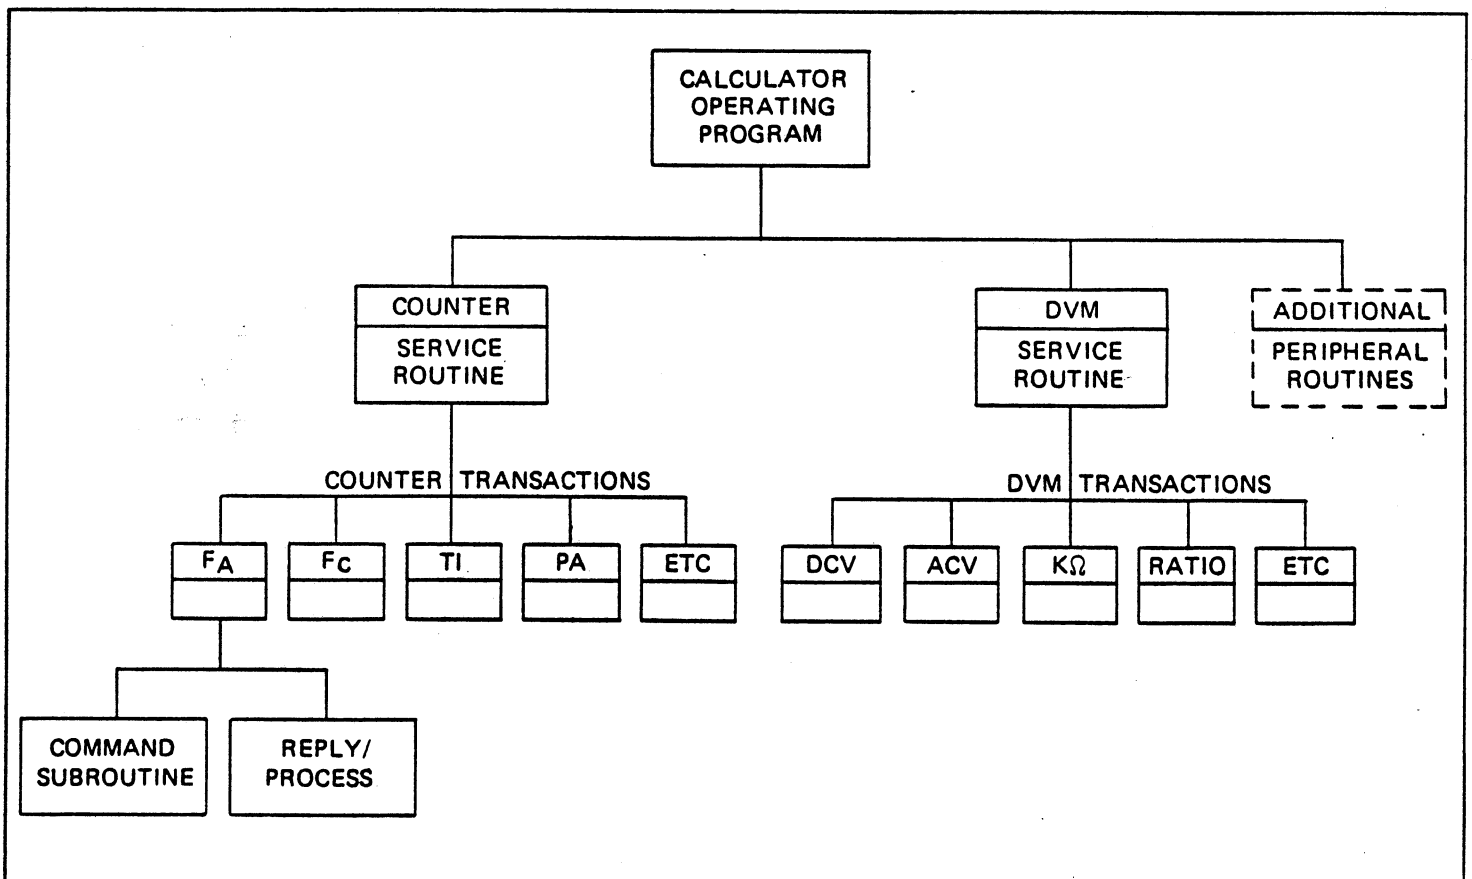 CALCULATOR
OPERATING
PROGRAM
COUNTER
SERVICE
ROUTINE
DVM
SERVICE
ROUTINE
ADDITIONAL
PERIPHERAL
ROUTINES
COUNTER TRANSACTIONS
FA
FC
TI
PA
ETC
DVM TRANSACTIONS
DCV
ACV
KΩ
RATIO
ETC
COMMAND
SUBROUTINE
REPLY/
PROCESS